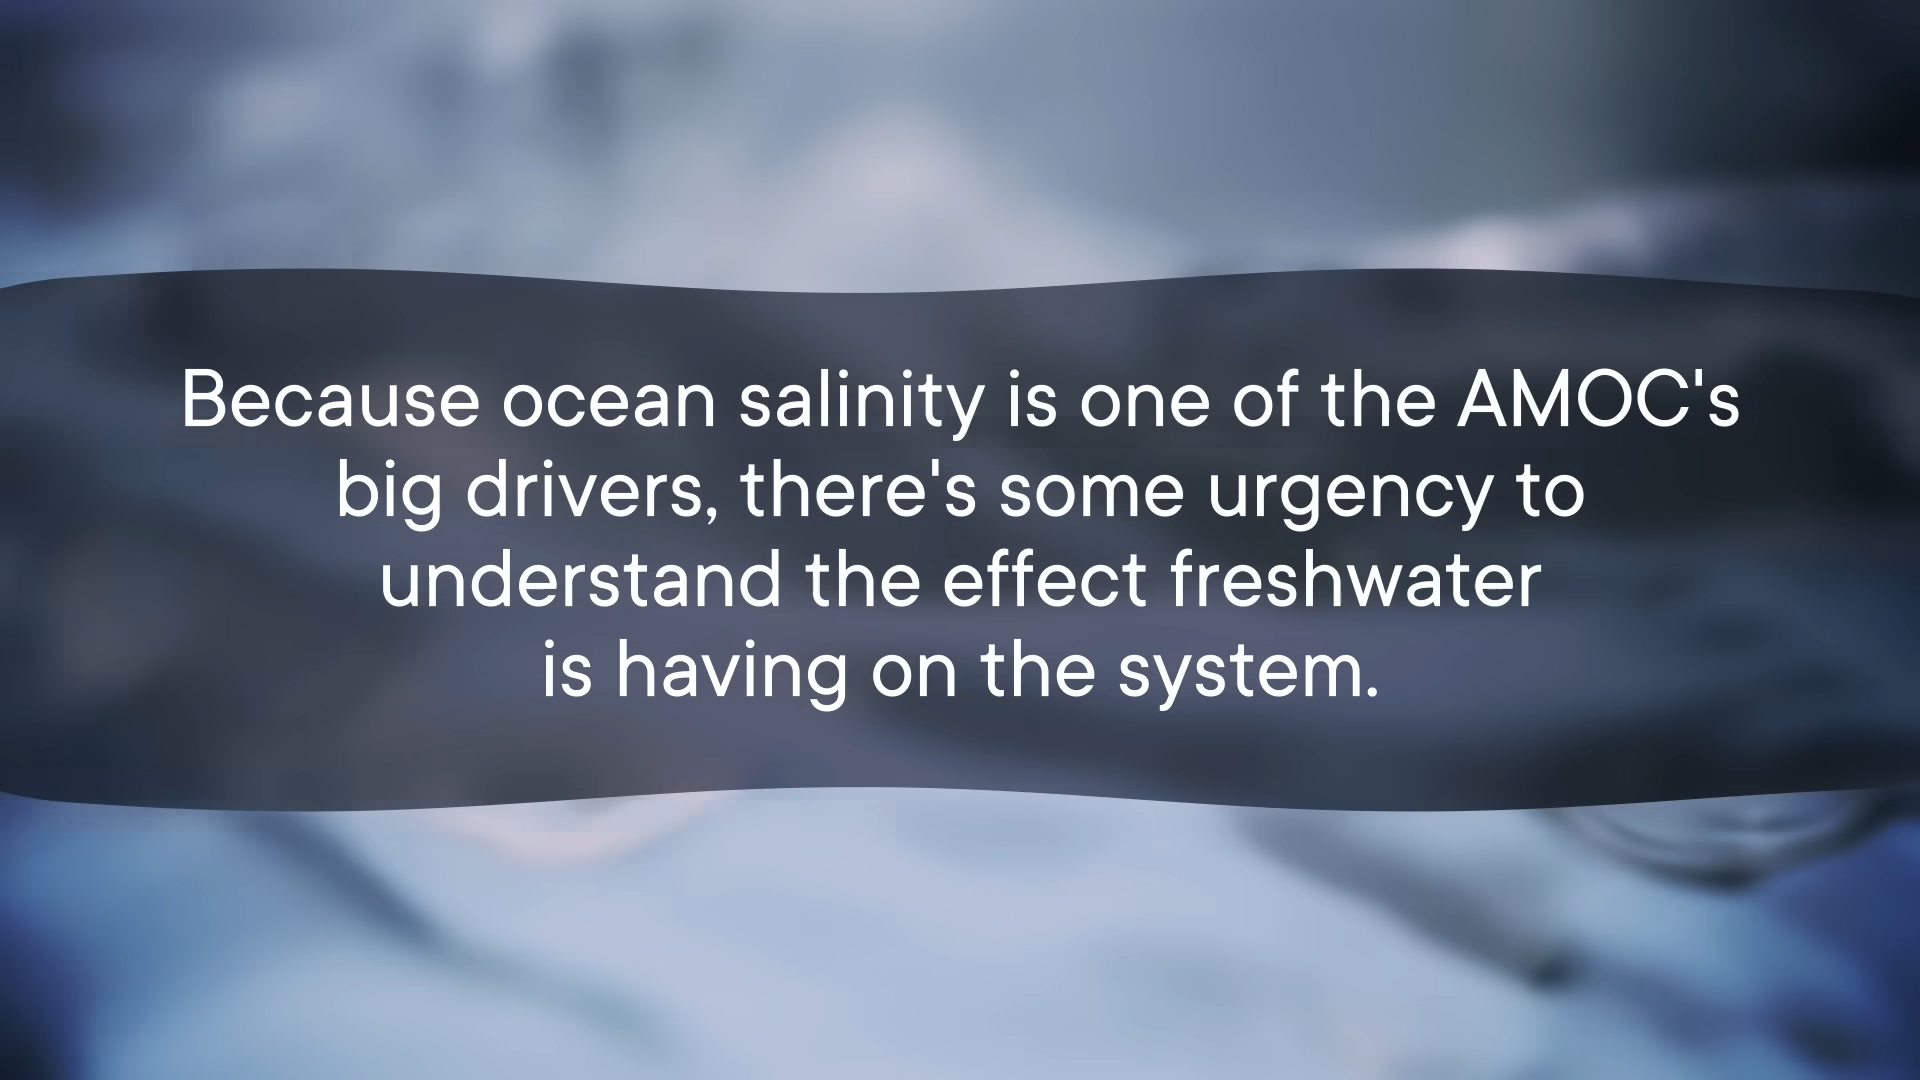 Because ocean salinity is one of the AMOC's
big drivers, there's some urgency to
understand the effect freshwater
is having on the system.